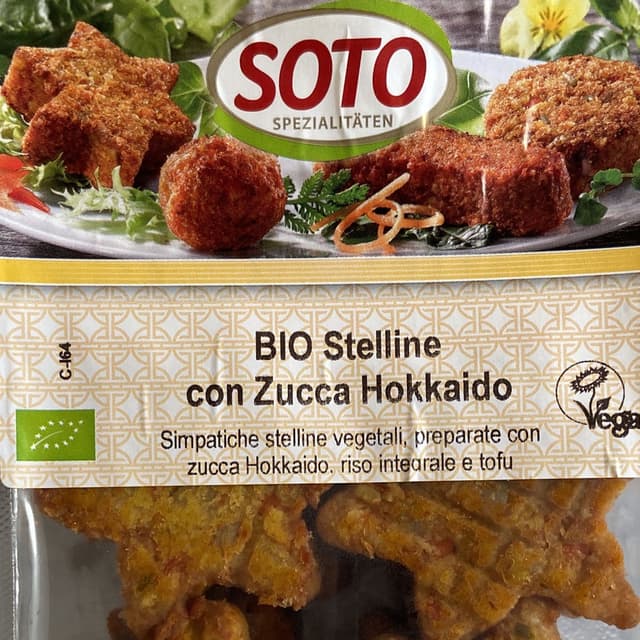 SOTO
SPEZIALITÄTEN
C-I64
BIO Stelline
con Zucca Hokkaido
Vega
Simpatiche stelline vegetali, preparate con
zucca Hokkaido, riso integrale e tofu